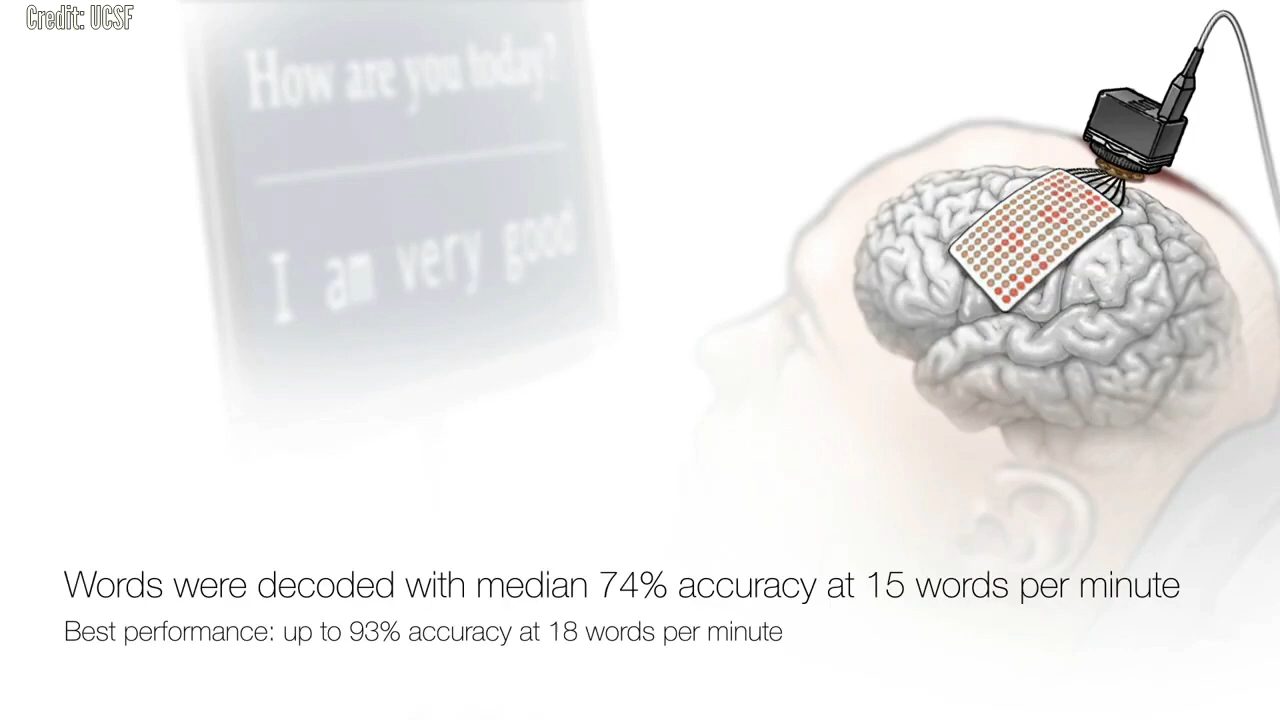 Credit: UCSF
How are you today?
I am very good
Words were decoded with median 74% accuracy at 15 words per minute
Best performance: up to 93% accuracy at 18 words per minute